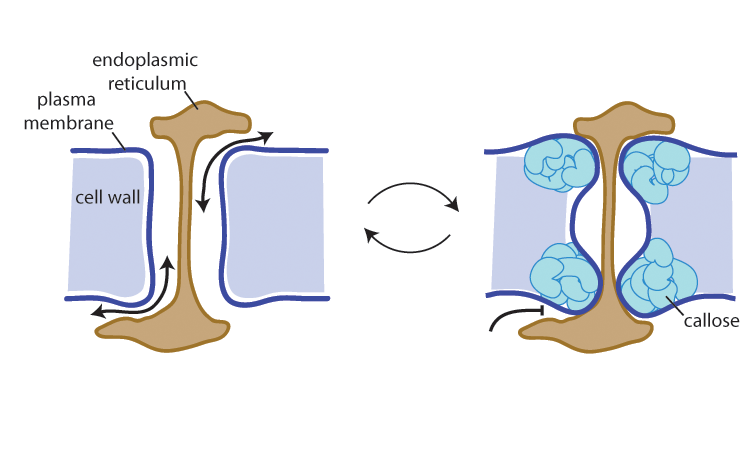 endoplasmic
reticulum
plasma
membrane
cell wall
callose